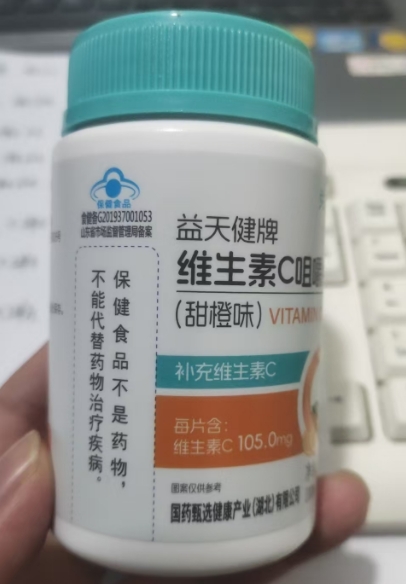 保健食品
食健备G201937001053
山东省市场监督管理局备案
保健食品不是药物，
不能代替药物治疗疾病。
益天健牌
维生素C咀嚼
(甜橙味) VITAMIN
补充维生素C
每片含：
维生素C 105.0mg
图案仅供参考
国药甄选健康产业(湖北)有限公司